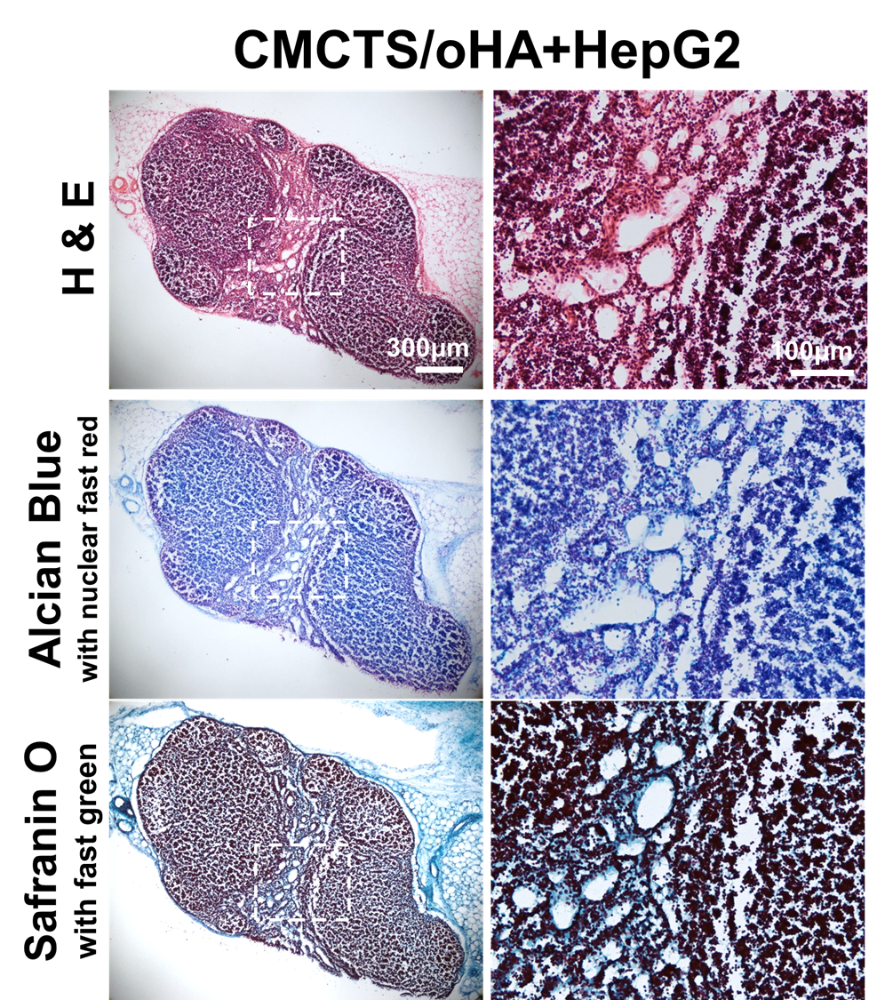 CMCTS/oHA+HepG2
H & E
300µm
100µm
Alcian Blue
with nuclear fast red
Safranin O
with fast green